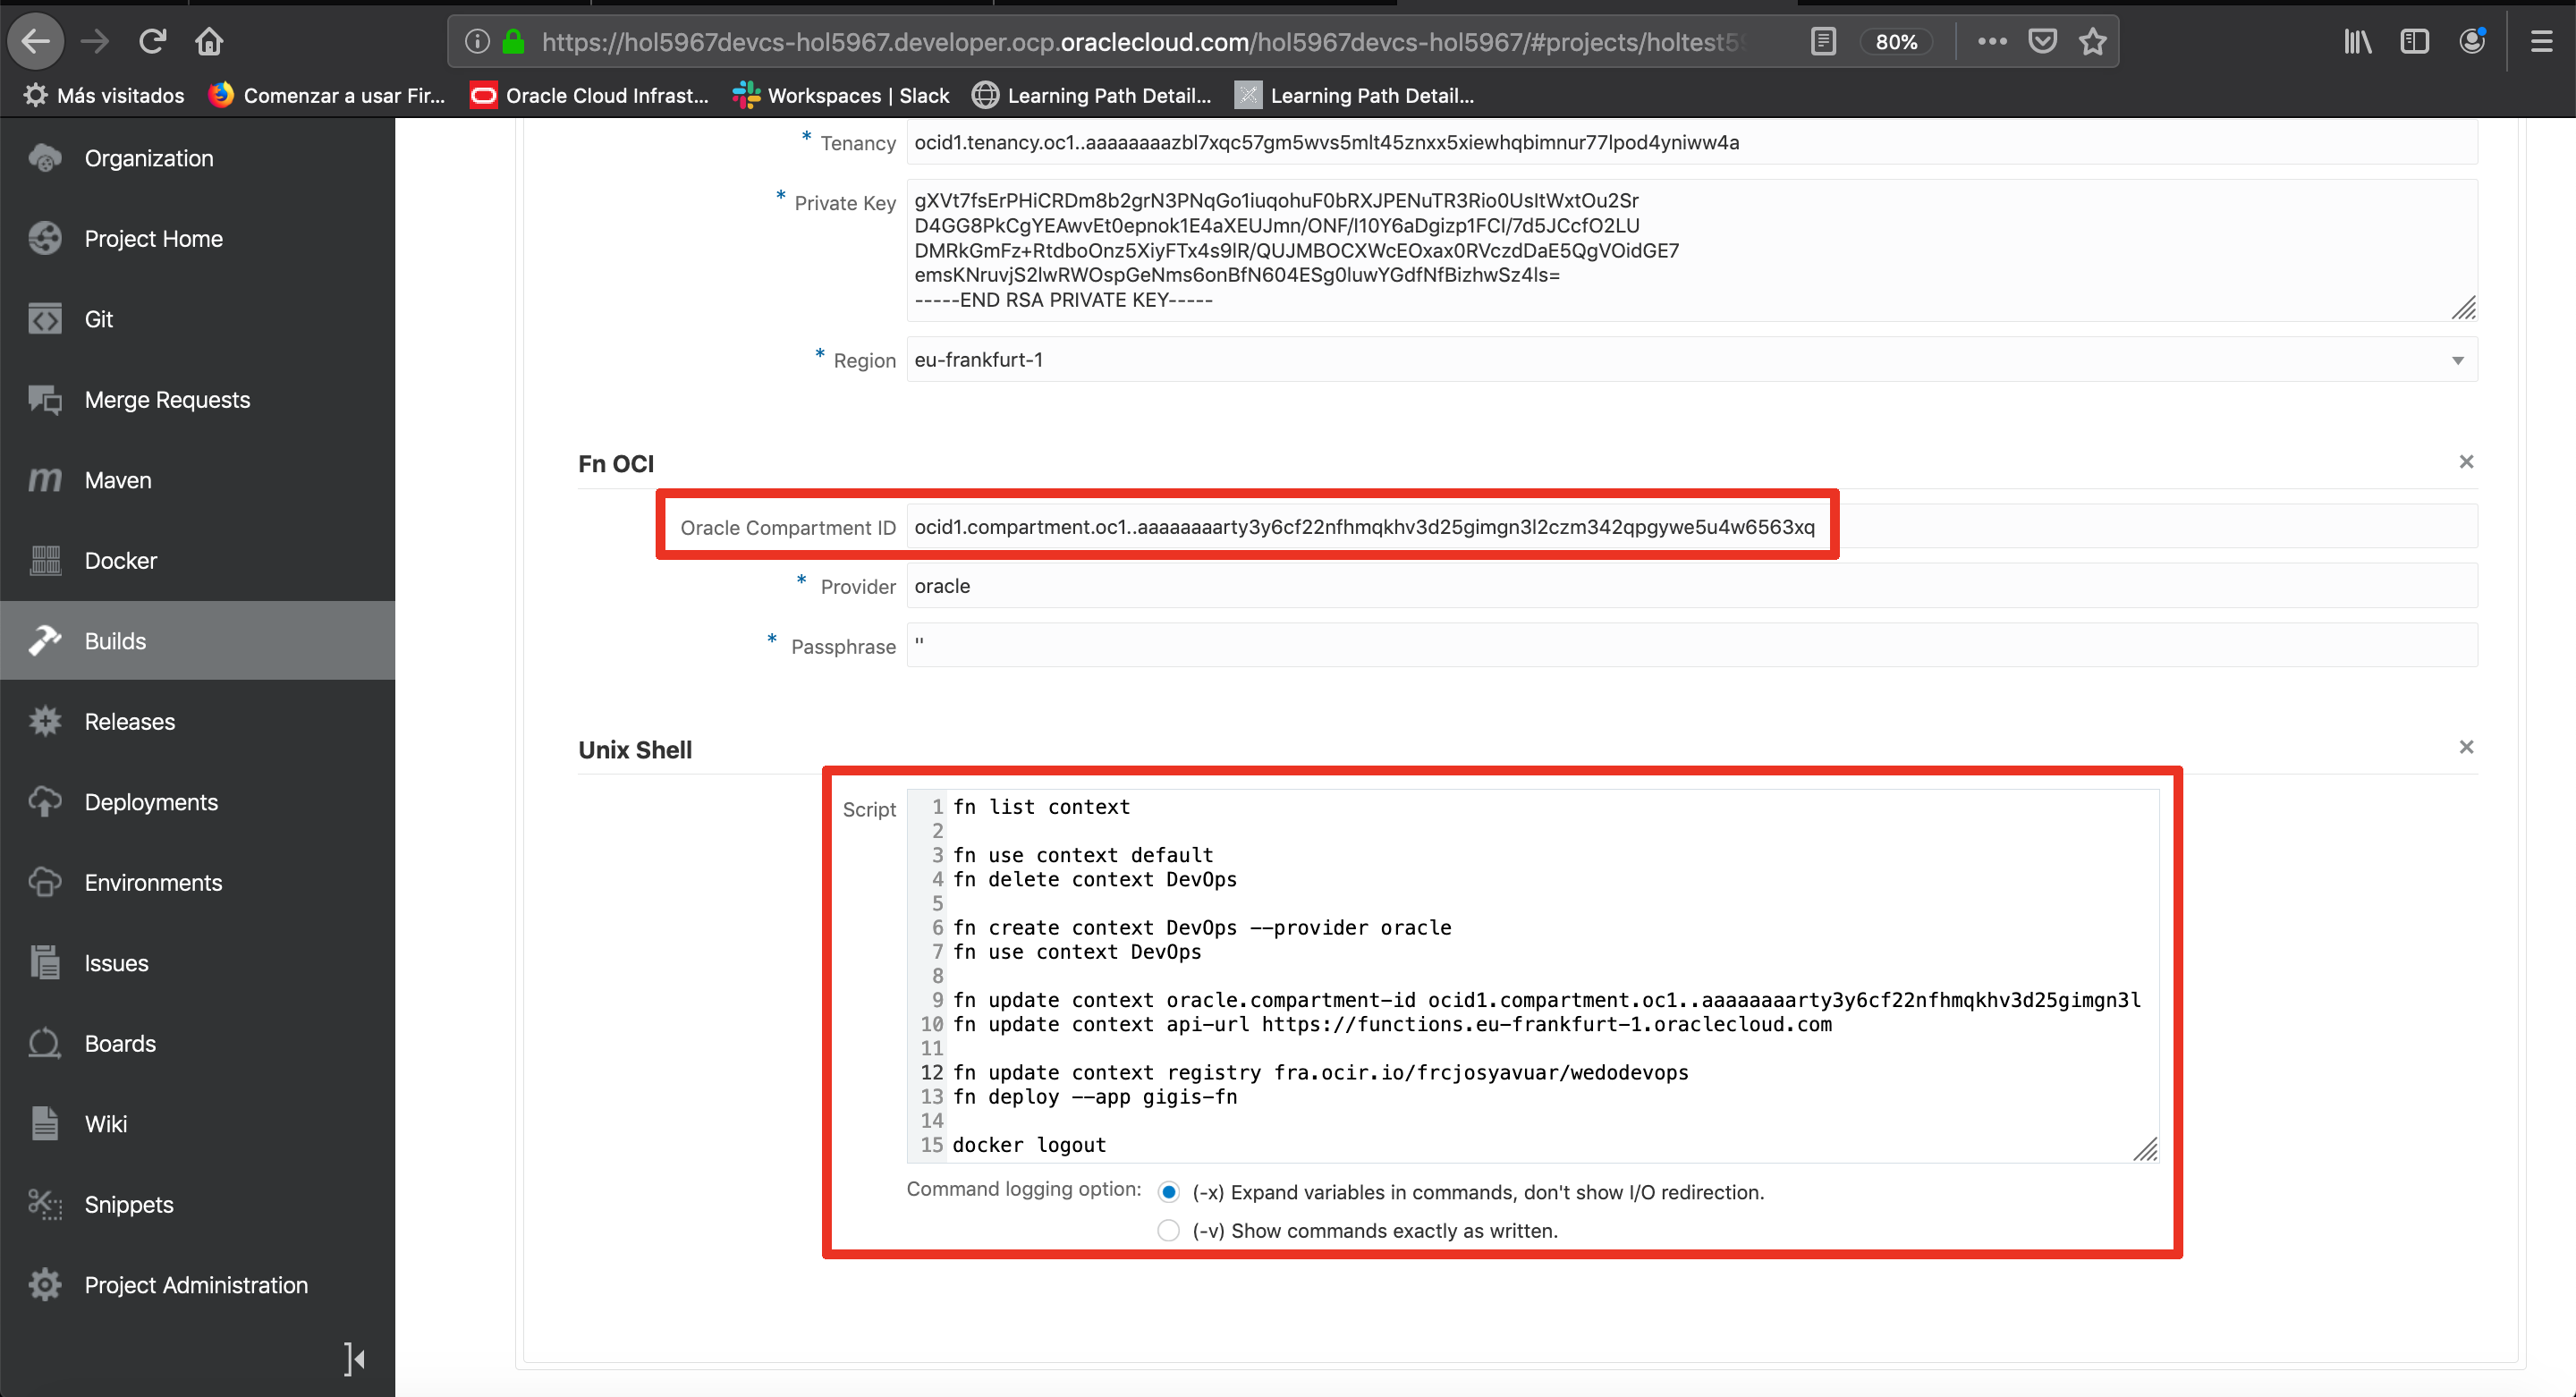 https://hol5967devcs-hol5967.developer.ocp.oraclecloud.com/hol5967devcs-hol5967/#projects/holtest59
80%
Más visitados
Comenzar a usar Fir...
Oracle Cloud Infrast...
Workspaces | Slack
Learning Path Detail...
Learning Path Detail...
Organization
Project Home
Git
Merge Requests
Maven
Docker
Builds
Releases
Deployments
Environments
Issues
Boards
Wiki
Snippets
Project Administration
* Tenancy ocid1.tenancy.oc1..aaaaaaaazbl7xqc57gm5wvs5mlt45znxx5xiewhqbimnur77lpod4yniww4a
* Private Key
gXVt7fsErPHiCRDm8b2grN3PNqGo1iuqohuF0bRXJPENuTR3Rio0UsltWxtOu2Sr
D4GG8PkCgYEAwvEt0epnok1E4aXEUJmn/ONF/l10Y6aDgizp1FCl/7d5JCcfO2LU
DMRkGmFz+RtdboOnz5XiyFTx4s9lR/QUJMBOCXWcEOxax0RVczdDaE5QgVOidGE7
emsKNruvjS2lwRWOspGeNms6onBfN604ESg0luwYGdfNfBizhwSz4ls=
-----END RSA PRIVATE KEY-----
* Region eu-frankfurt-1
Fn OCI
Oracle Compartment ID ocid1.compartment.oc1..aaaaaaaarty3y6cf22nfhmqkhv3d25gimgn3l2czm342qpgywe5u4w6563xq
* Provider oracle
* Passphrase ''
Unix Shell
Script
1 fn list context
2
3 fn use context default
4 fn delete context DevOps
5
6 fn create context DevOps --provider oracle
7 fn use context DevOps
8
9 fn update context oracle.compartment-id ocid1.compartment.oc1..aaaaaaaarty3y6cf22nfhmqkhv3d25gimgn3l
10 fn update context api-url https://functions.eu-frankfurt-1.oraclecloud.com
11
12 fn update context registry fra.ocir.io/frcjosyavuar/wedodevops
13 fn deploy --app gigis-fn
14
15 docker logout
Command logging option: (-x) Expand variables in commands, don't show I/O redirection.
(-v) Show commands exactly as written.